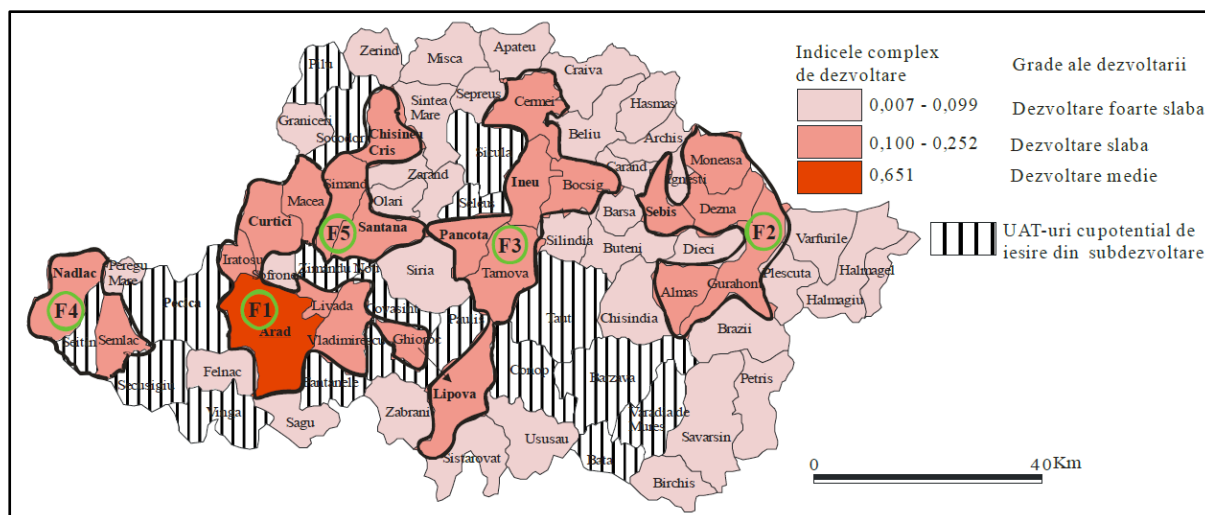 Indicele complex
de dezvoltare
Grade ale dezvoltarii
0,007 - 0,099
Dezvoltare foarte slaba
0,100 - 0,252
Dezvoltare slaba
0,651
Dezvoltare medie
UAT-uri cu potential de
iesire din subdezvoltare
0
40 Km
Pilu
Zerind
Misca
Apateu
Craiva
Graniceri
Socodor
Chisineu
Cris
Sintea
Mare
Sepreus
Cermei
Hasmas
Beliu
Archis
Sicula
Carand
Ignesti
Moneasa
Macea
Simand
Zarand
Olari
Seleus
Ineu
Bocsig
Barsa
Sebis
Dezna
Curtici
F5
Santana
Pancota
F3
Silindia
Buteni
Dieci
F2
Varfurile
Nadlac
Peregu
Mare
Iratosu
Sofronea
Zimandu Nou
Siria
Tarnova
Plescuta
Halmagel
F4
Pecica
F1
Livada
Almas
Gurahont
Halmagiu
Seitin
Semlac
Arad
Vladimirescu
Covasint
Ghioroc
Paulis
Taut
Chisindia
Brazii
Secusigiu
Felnac
Fantanele
Lipova
Conop
Barzava
Petris
Vinga
Sagu
Zabrani
Varadia de
Mures
Savarsin
Sistarovat
Ususau
Bata
Birchis